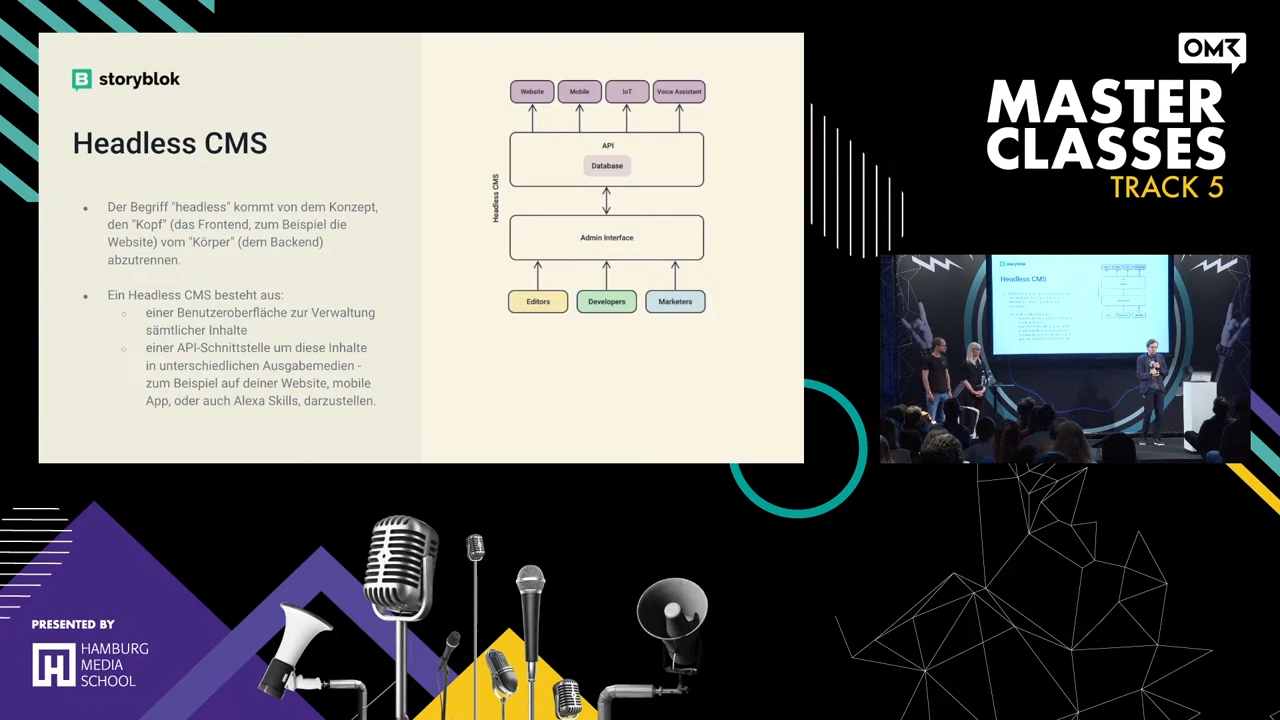 storyblok
Headless CMS
Der Begriff "headless" kommt von dem Konzept,
den "Kopf" (das Frontend, zum Beispiel die
Website) vom "Körper" (dem Backend)
abzutrennen.
Ein Headless CMS besteht aus:
einer Benutzeroberfläche zur Verwaltung
sämtlicher Inhalte
einer API-Schnittstelle um diese Inhalte
in unterschiedlichen Ausgabemedien -
zum Beispiel auf deiner Website, mobile
App, oder auch Alexa Skills, darzustellen.
Website
Mobile
IoT
Voice Assistant
API
Database
Headless CMS
Admin Interface
Editors
Developers
Marketers
OMR
MASTER
CLASSES
TRACK 5
storyblok
Headless CMS
PRESENTED BY
HAMBURG
MEDIA
SCHOOL